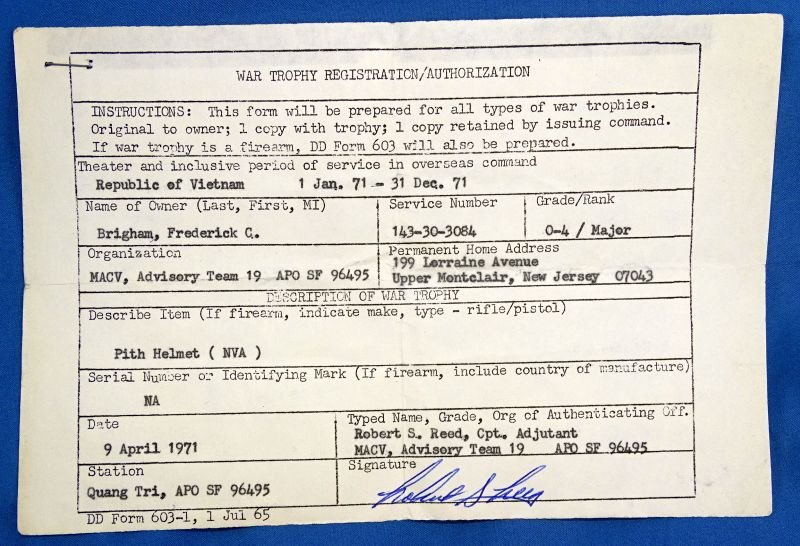 WAR TROPHY REGISTRATION/AUTHORIZATION
INSTRUCTIONS: This form will be prepared for all types of war trophies.
Original to owner; 1 copy with trophy; 1 copy retained by issuing command.
If war trophy is a firearm, DD Form 603 will also be prepared.
Theater and inclusive period of service in overseas command
Republic of Vietnam 1 Jan. 71 - 31 Dec. 71
Name of Owner (Last, First, MI)
Brigham, Frederick C.
Service Number
143-30-3084
Grade/Rank
O-4 / Major
Organization
MACV, Advisory Team 19 APO SF 96495
Permanent Home Address
199 Lorraine Avenue
Upper Montclair, New Jersey 07043
DESCRIPTION OF WAR TROPHY
Describe Item (If firearm, indicate make, type - rifle/pistol)
Pith Helmet ( NVA )
Serial Number or Identifying Mark (If firearm, include country of manufacture)
NA
Date
9 April 1971
Typed Name, Grade, Org of Authenticating Off.
Robert S. Reed, Cpt., Adjutant
MACV, Advisory Team 19 APO SF 96495
Station
Quang Tri, APO SF 96495
Signature
Robert S Reed
DD Form 603-1, 1 Jul 65